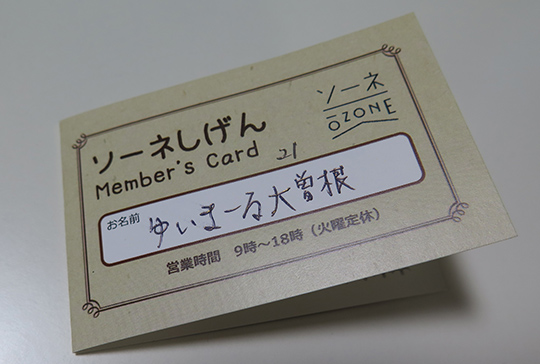 ソーネ
OZONE
ソーネしげん
Member's Card 21
お名前 ゆいまーる大曽根
営業時間 9時～18時（火曜定休）